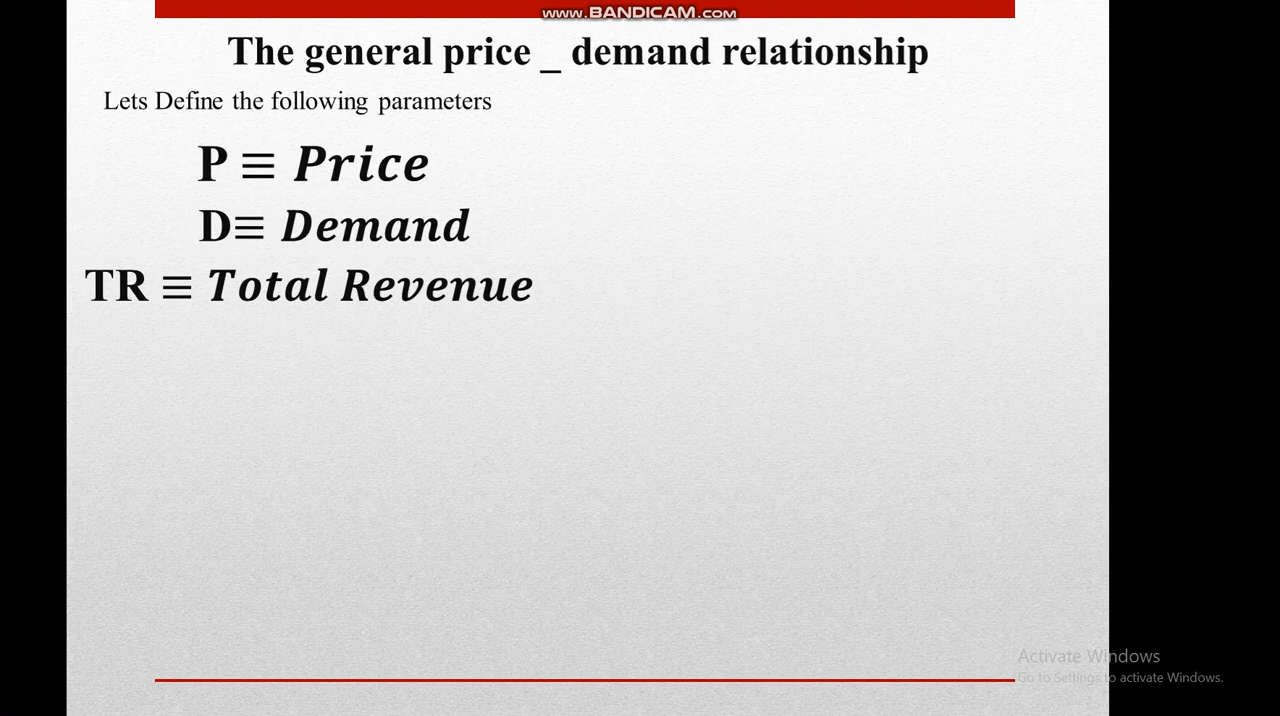 www.BANDICAM.com
The general price _ demand relationship
Lets Define the following parameters
P ≡ Price
D≡ Demand
TR ≡ Total Revenue
Activate Windows
Go to Settings to activate Windows.